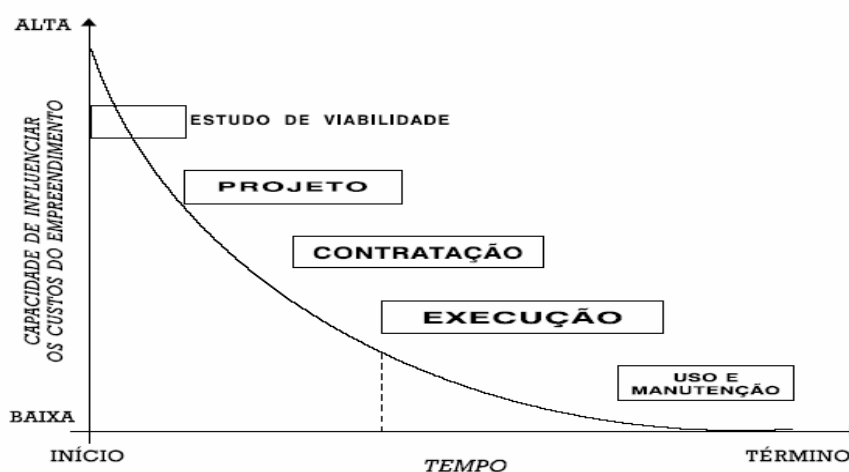 ALTA
CAPACIDADE DE INFLUENCIAR
OS CUSTOS DO EMPREENDIMENTO
ESTUDO DE VIABILIDADE
PROJETO
CONTRATAÇÃO
EXECUÇÃO
USO E
MANUTENÇÃO
BAIXA
INÍCIO
TEMPO
TÉRMINO